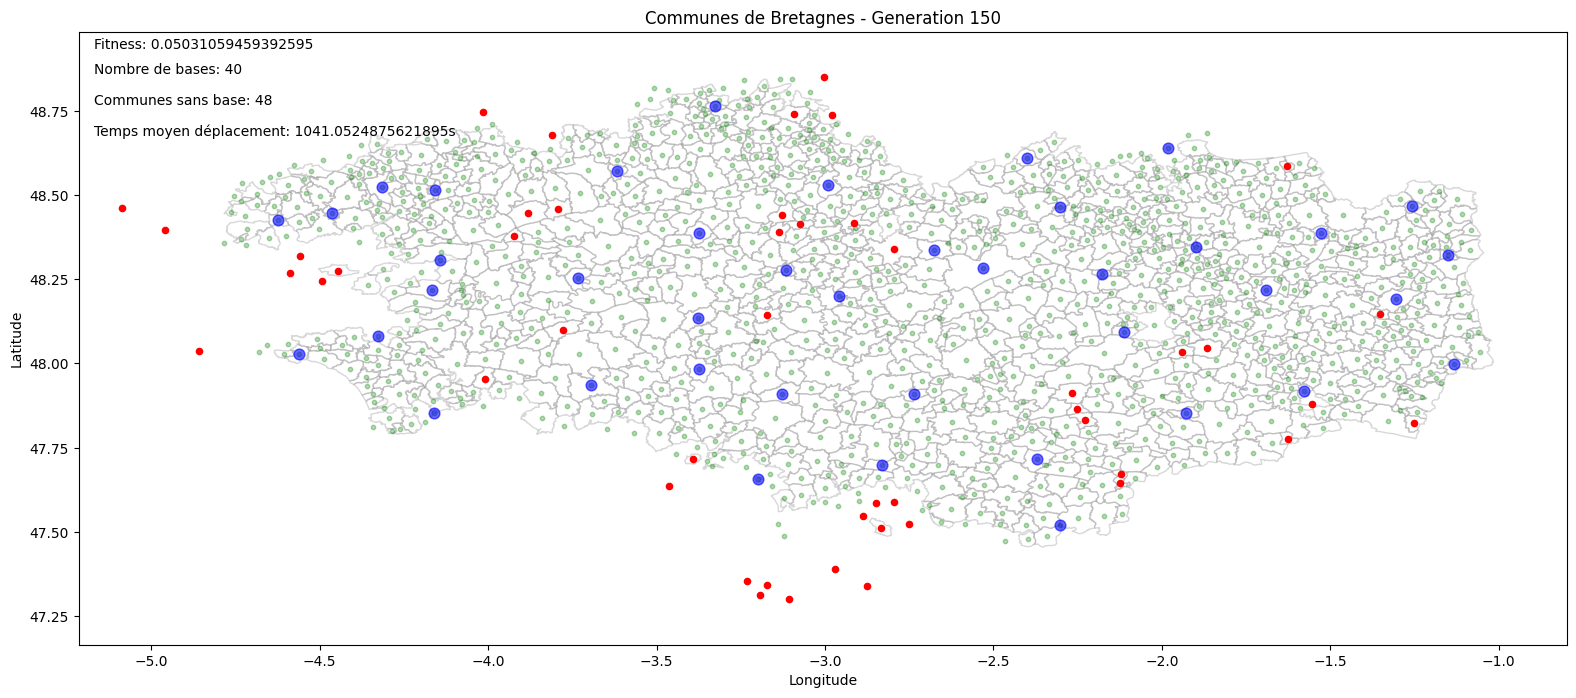 Communes de Bretagnes - Generation 150
Fitness: 0.05031059459392595
Nombre de bases: 40
Communes sans base: 48
Temps moyen déplacement: 1041.0524875621895s
Latitude
48.75
48.50
48.25
48.00
47.75
47.50
47.25
−5.0 −4.5 −4.0 −3.5 −3.0 −2.5 −2.0 −1.5 −1.0
Longitude